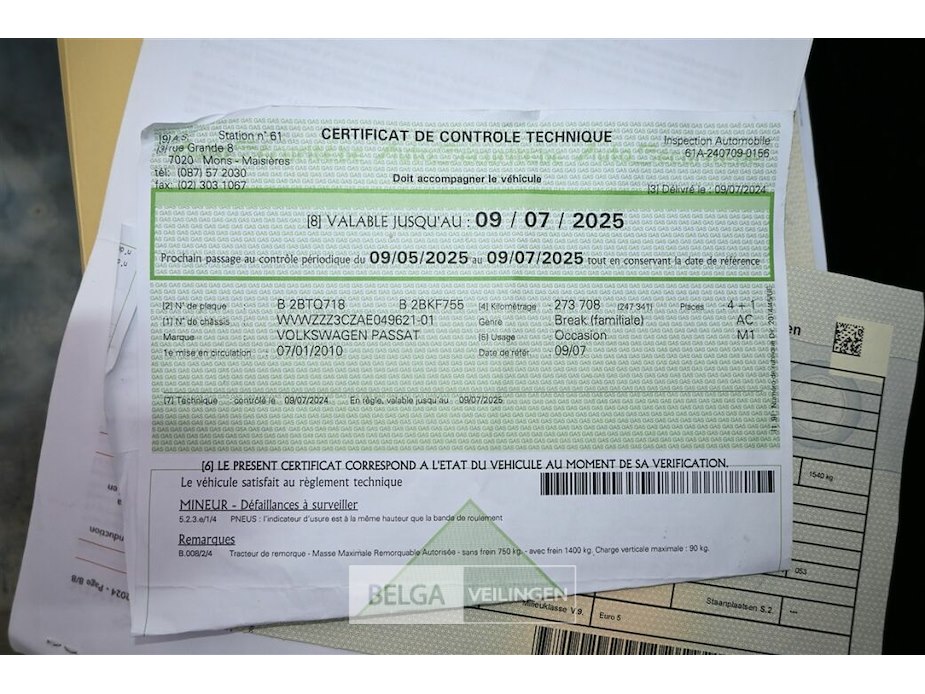 [9] A.S. Station n° 61
[3] rue Grande 8
7020 Mons - Maisières
tél: (087) 57 2030
fax: (02) 303 1067
CERTIFICAT DE CONTROLE TECHNIQUE
Doit accompagner le véhicule
Inspection Automobile
61A-240709-0156
[3] Délivré le : 09/07/2024
[8] VALABLE JUSQU'AU : 09 / 07 / 2025
Prochain passage au contrôle périodique du 09/05/2025 au 09/07/2025 tout en conservant la date de référence
[2] N° de plaque : B 2BTQ718 B 2BKF755 [4] Kilométrage 273 708 (247 341) Places 4 + 1
[1] N° de châssis : WVWZZZ3CZAE049621-01 Genre Break (familiale) AC
Marque : VOLKSWAGEN PASSAT [5] Usage Occasion M1
1e mise en circulation : 07/01/2010 Date de référ. 09/07
[7] Technique contrôlé le 09/07/2024 En règle, valable jusqu'au 09/07/2025
[6] LE PRESENT CERTIFICAT CORRESPOND A L'ETAT DU VEHICULE AU MOMENT DE SA VERIFICATION.
Le véhicule satisfait au règlement technique
MINEUR - Défaillances à surveiller
5.2.3.e/1/4 PNEUS : l'indicateur d'usure est à la même hauteur que la bande de roulement
Remarques
B.008/2/4 Tracteur de remorque - Masse Maximale Remorquable Autorisée - sans frein 750 kg - avec frein 1400 kg. Charge verticale maximale : 90 kg.
BELGA VEILINGEN
en
1540 kg
053
Milieuklasse V.9. Euro 5 Staanplaatsen S.2 ---
2024 - Page 8/8